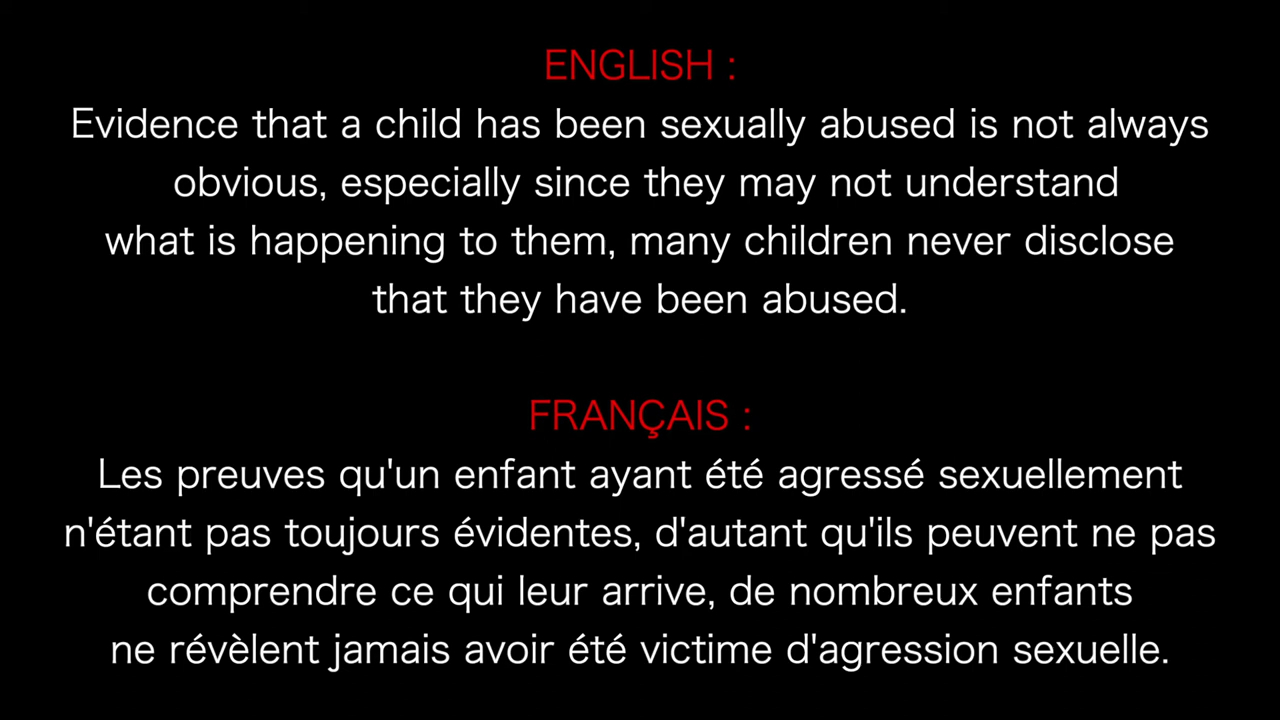 ENGLISH :
Evidence that a child has been sexually abused is not always
obvious, especially since they may not understand
what is happening to them, many children never disclose
that they have been abused.
FRANÇAIS :
Les preuves qu'un enfant ayant été agressé sexuellement
n'étant pas toujours évidentes, d'autant qu'ils peuvent ne pas
comprendre ce qui leur arrive, de nombreux enfants
ne révèlent jamais avoir été victime d'agression sexuelle.